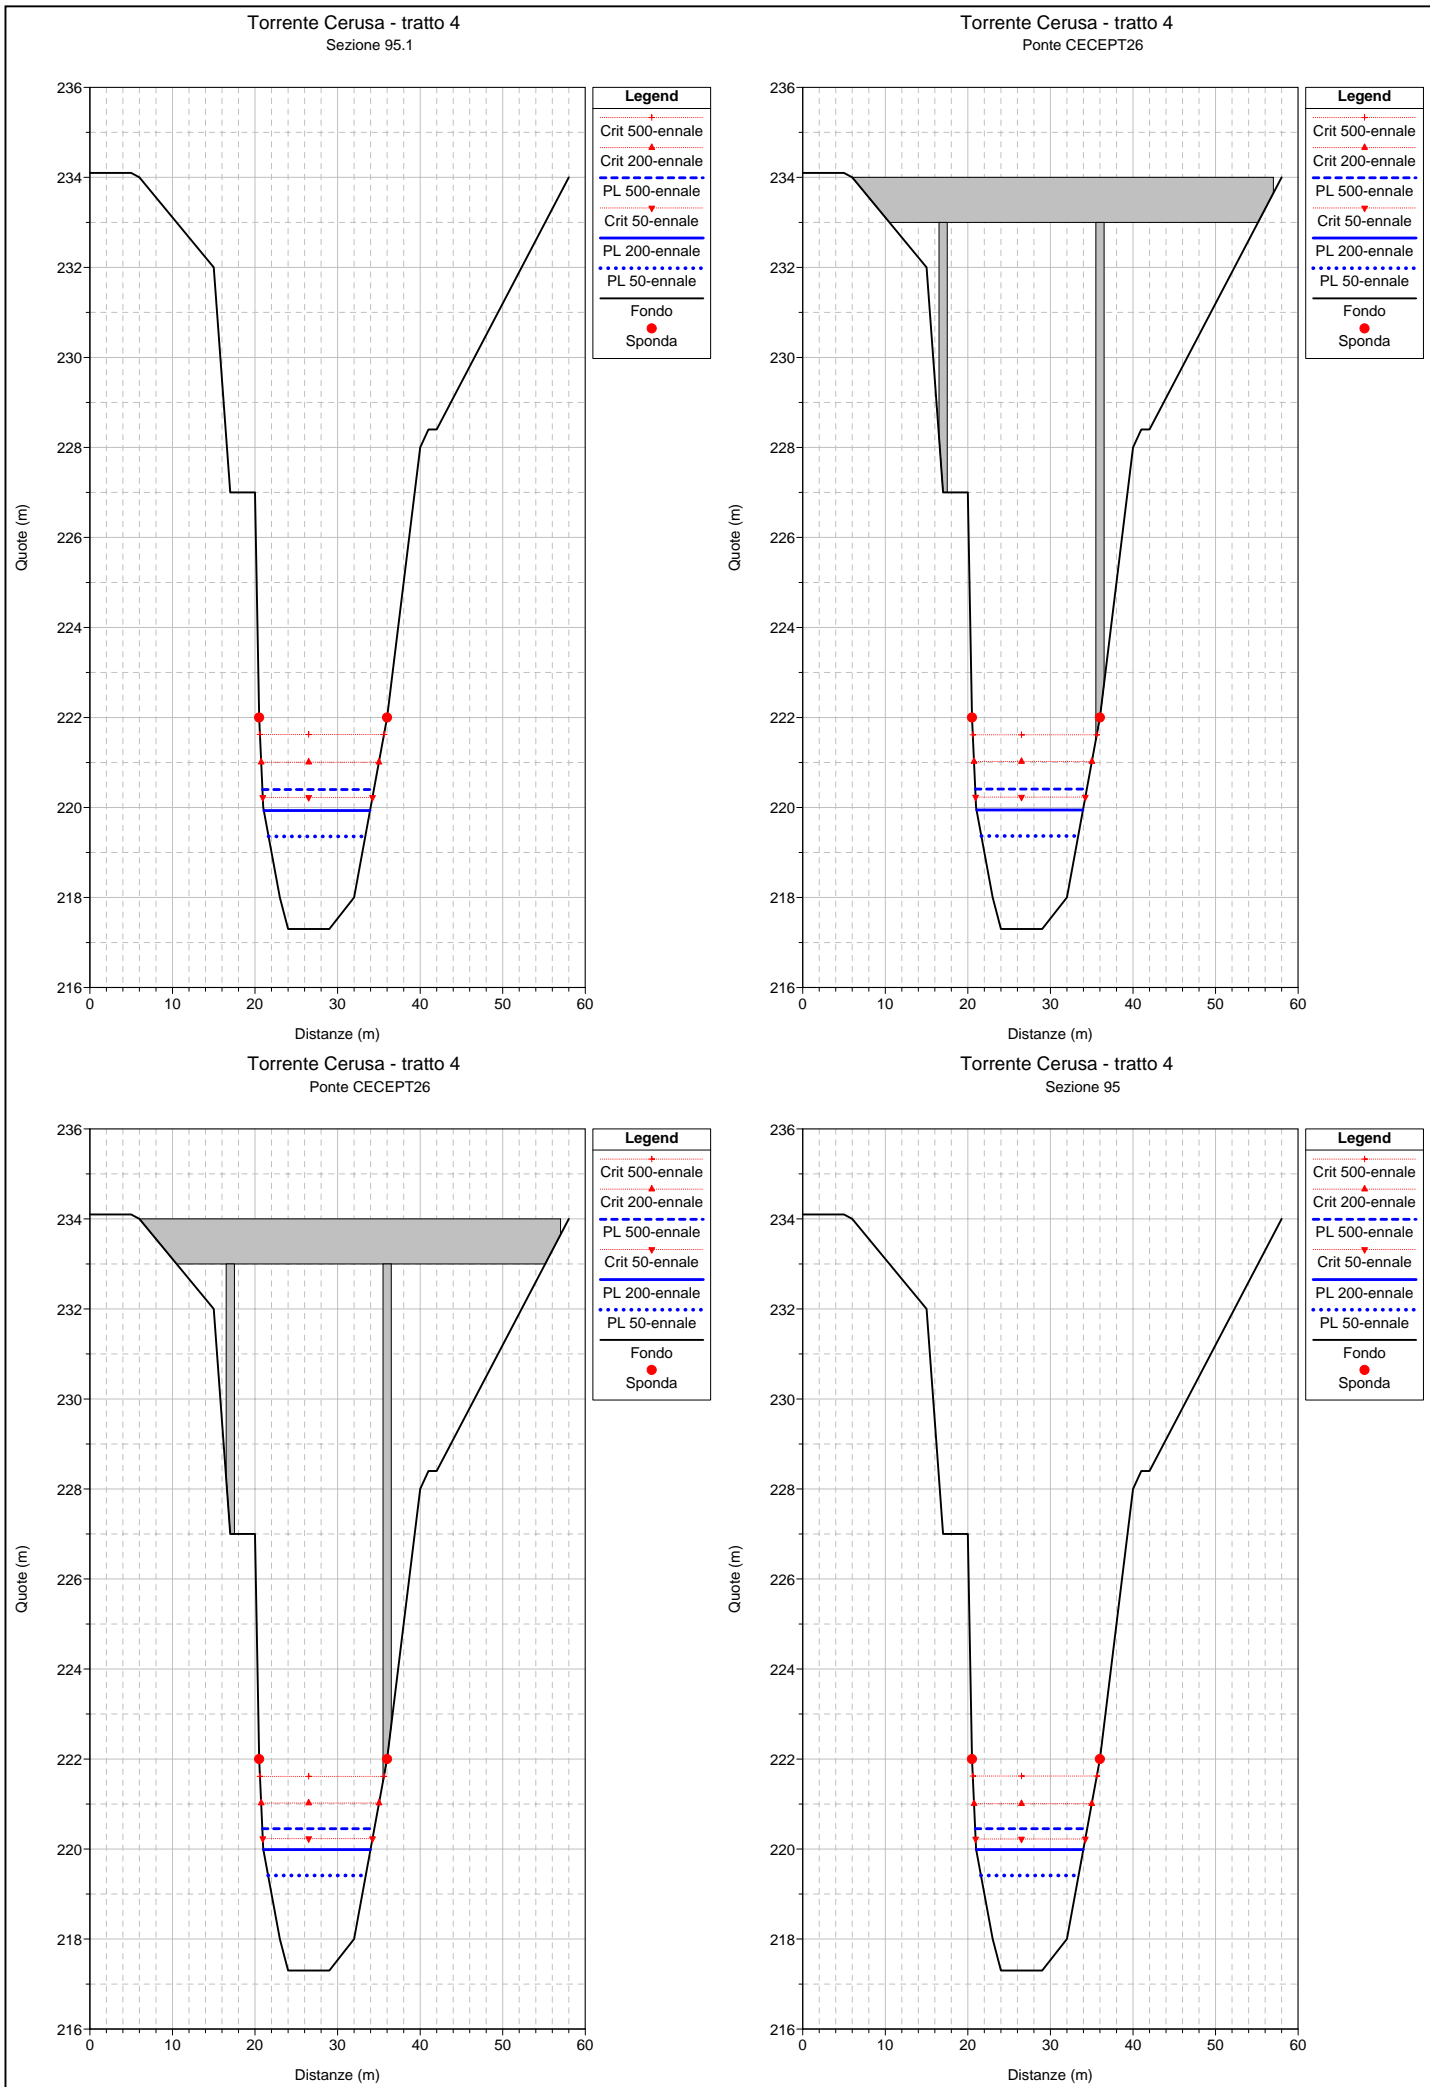 Torrente Cerusa - tratto 4
Sezione 95.1
236
234
232
230
228
226
224
222
220
218
216
0
10
20
30
40
50
60
Quote (m)
Distanze (m)
Legend
Crit 500-ennale
Crit 200-ennale
PL 500-ennale
Crit 50-ennale
PL 200-ennale
PL 50-ennale
Fondo
Sponda
Torrente Cerusa - tratto 4
Ponte CECEPT26
236
234
232
230
228
226
224
222
220
218
216
0
10
20
30
40
50
60
Quote (m)
Distanze (m)
Legend
Crit 500-ennale
Crit 200-ennale
PL 500-ennale
Crit 50-ennale
PL 200-ennale
PL 50-ennale
Fondo
Sponda
Torrente Cerusa - tratto 4
Ponte CECEPT26
236
234
232
230
228
226
224
222
220
218
216
0
10
20
30
40
50
60
Quote (m)
Distanze (m)
Legend
Crit 500-ennale
Crit 200-ennale
PL 500-ennale
Crit 50-ennale
PL 200-ennale
PL 50-ennale
Fondo
Sponda
Torrente Cerusa - tratto 4
Sezione 95
236
234
232
230
228
226
224
222
220
218
216
0
10
20
30
40
50
60
Quote (m)
Distanze (m)
Legend
Crit 500-ennale
Crit 200-ennale
PL 500-ennale
Crit 50-ennale
PL 200-ennale
PL 50-ennale
Fondo
Sponda